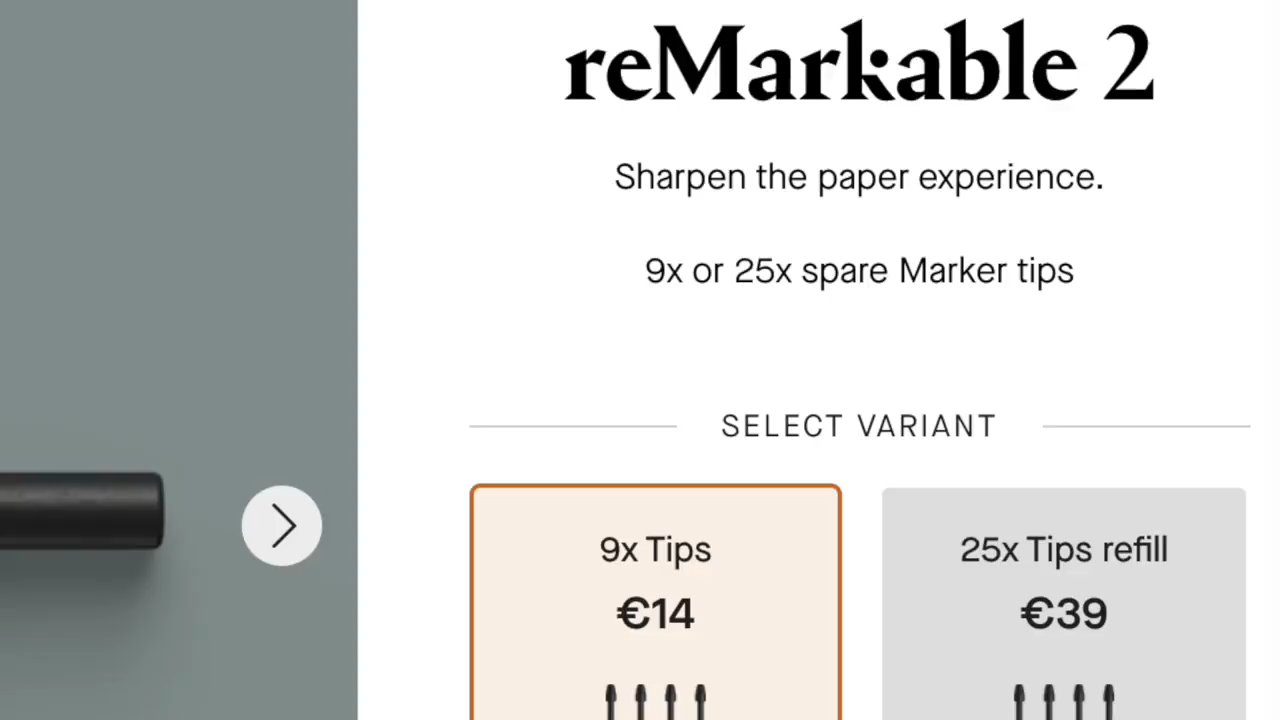 reMarkable 2
Sharpen the paper experience.
9x or 25x spare Marker tips
SELECT VARIANT
9x Tips
€14
25x Tips refill
€39